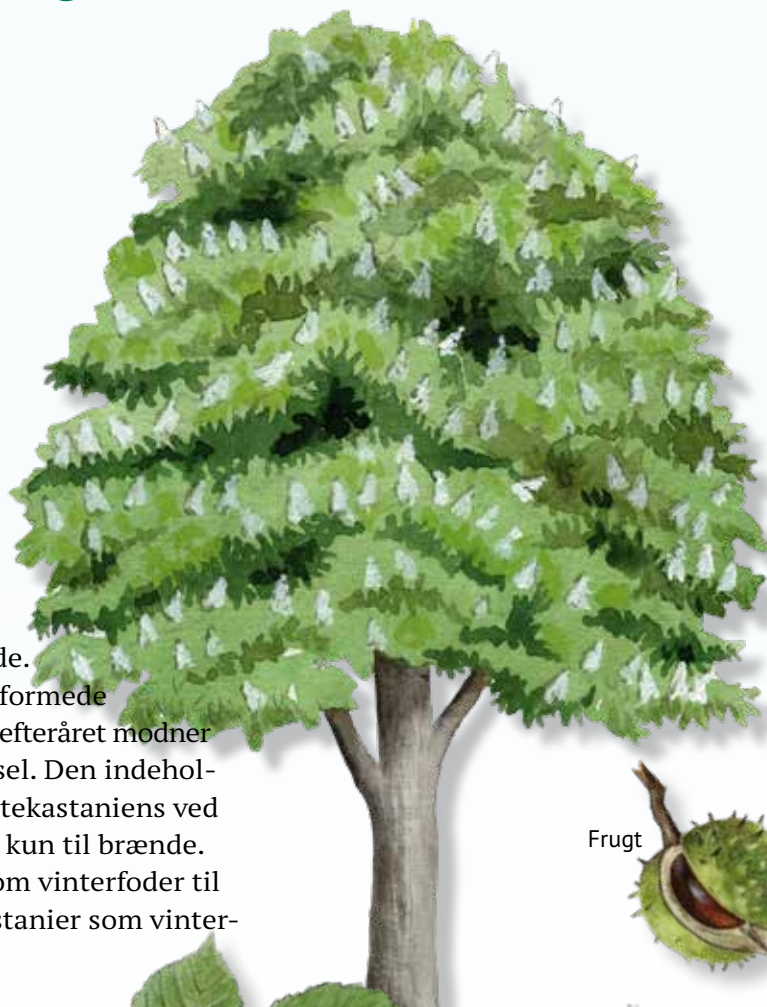 de.
formede
efteråret modner
sel. Den indehol-
tekastaniens ved
kun til brænde.
om vinterfoder til
stanier som vinter-
Frugt